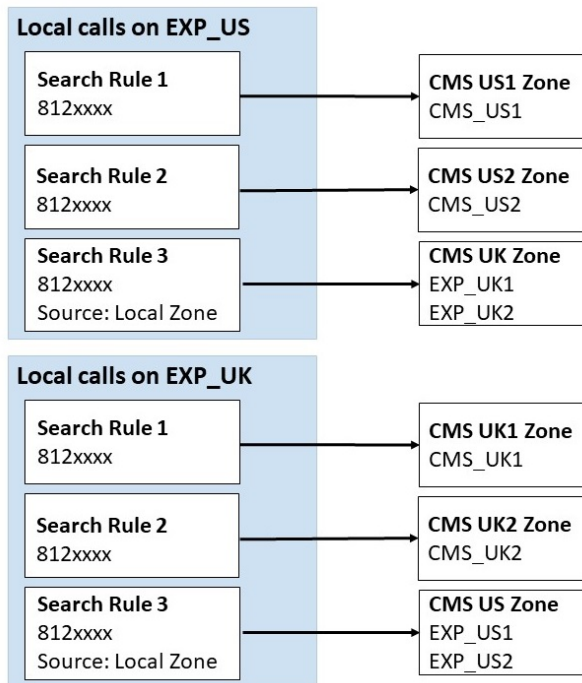 Local calls on EXP_US
Search Rule 1
812xxxx
CMS US1 Zone
CMS_US1
Search Rule 2
812xxxx
CMS US2 Zone
CMS_US2
Search Rule 3
812xxxx
Source: Local Zone
CMS UK Zone
EXP_UK1
EXP_UK2
Local calls on EXP_UK
Search Rule 1
812xxxx
CMS UK1 Zone
CMS_UK1
Search Rule 2
812xxxx
CMS UK2 Zone
CMS_UK2
Search Rule 3
812xxxx
Source: Local Zone
CMS US Zone
EXP_US1
EXP_US2